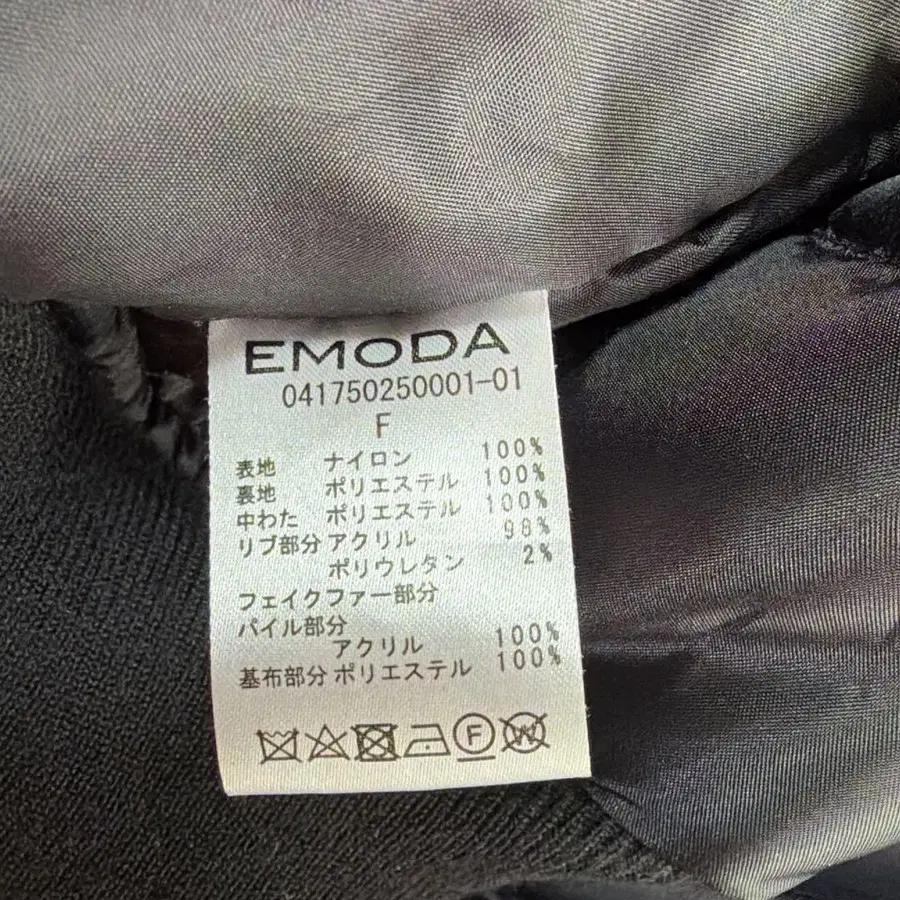 EMODA
041750250001-01
F
表地 ナイロン 100%
裏地 ポリエステル 100%
中わた ポリエステル 100%
リブ部分 アクリル 98%
ポリウレタン 2%
フェイクファー部分
パイル部分
アクリル 100%
基布部分 ポリエステル 100%
F W